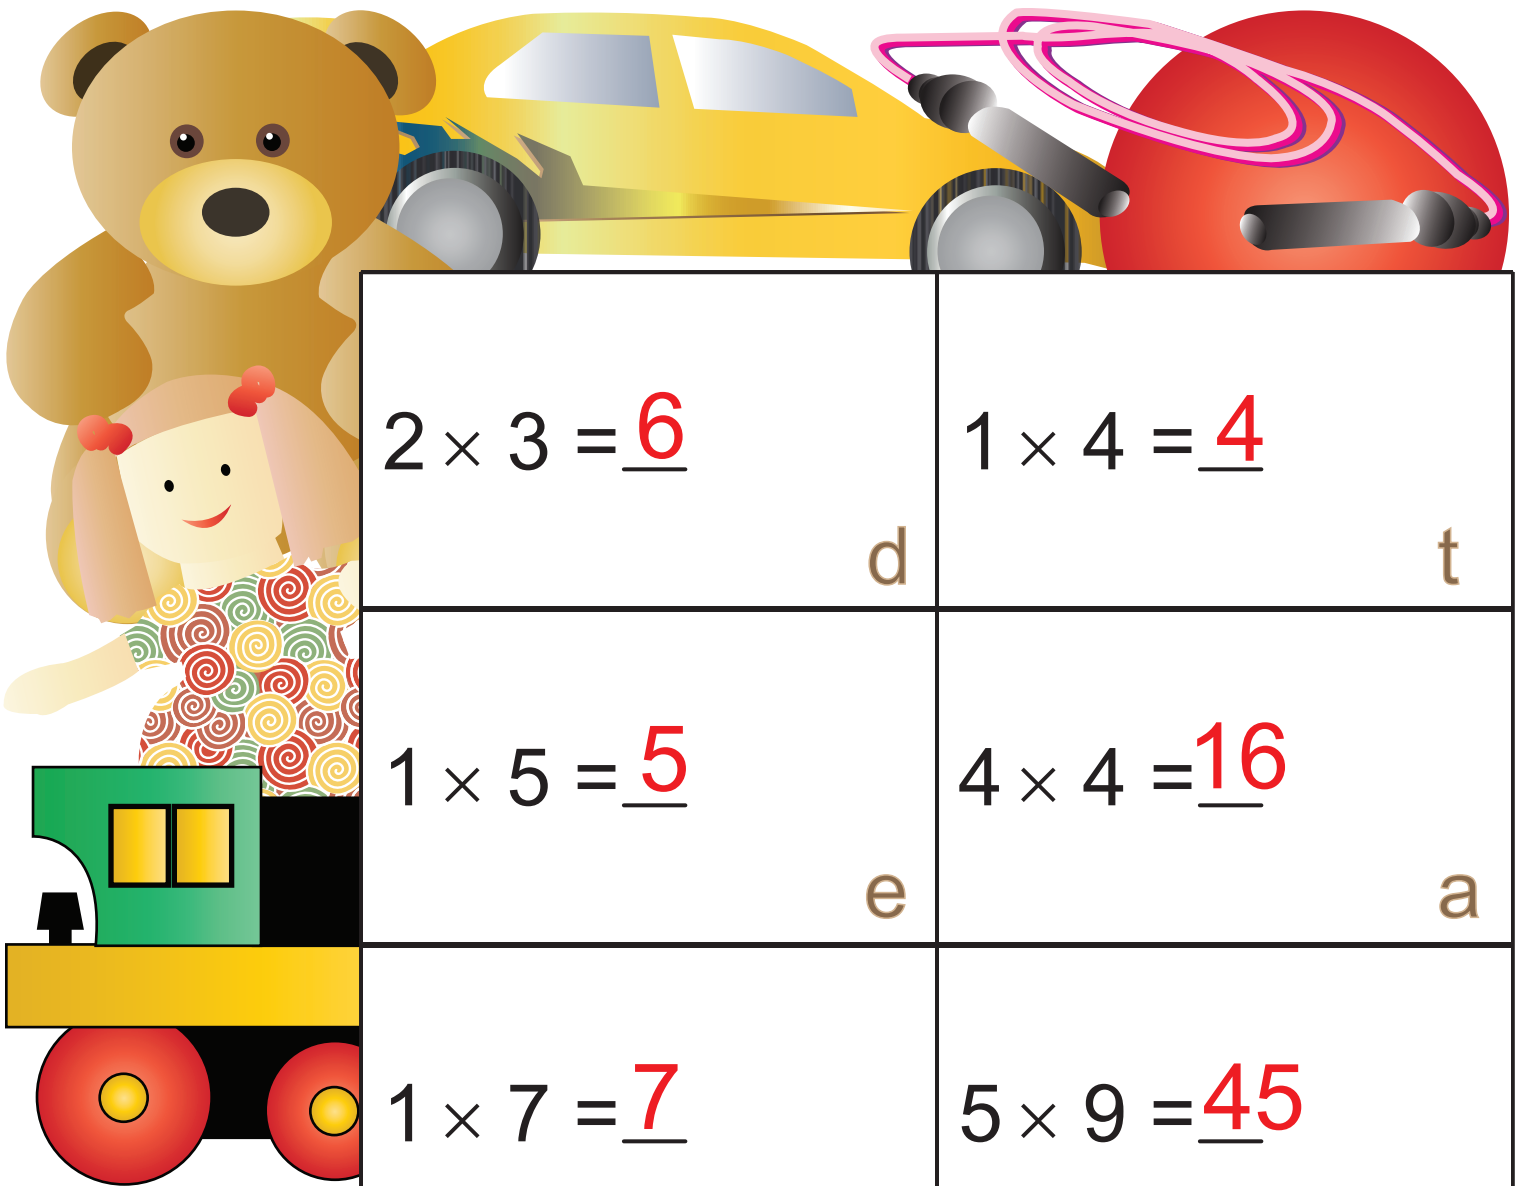 2 × 3 = 6
d
1 × 4 = 4
t
1 × 5 = 5
e
4 × 4 = 16
a
1 × 7 = 7
5 × 9 = 45